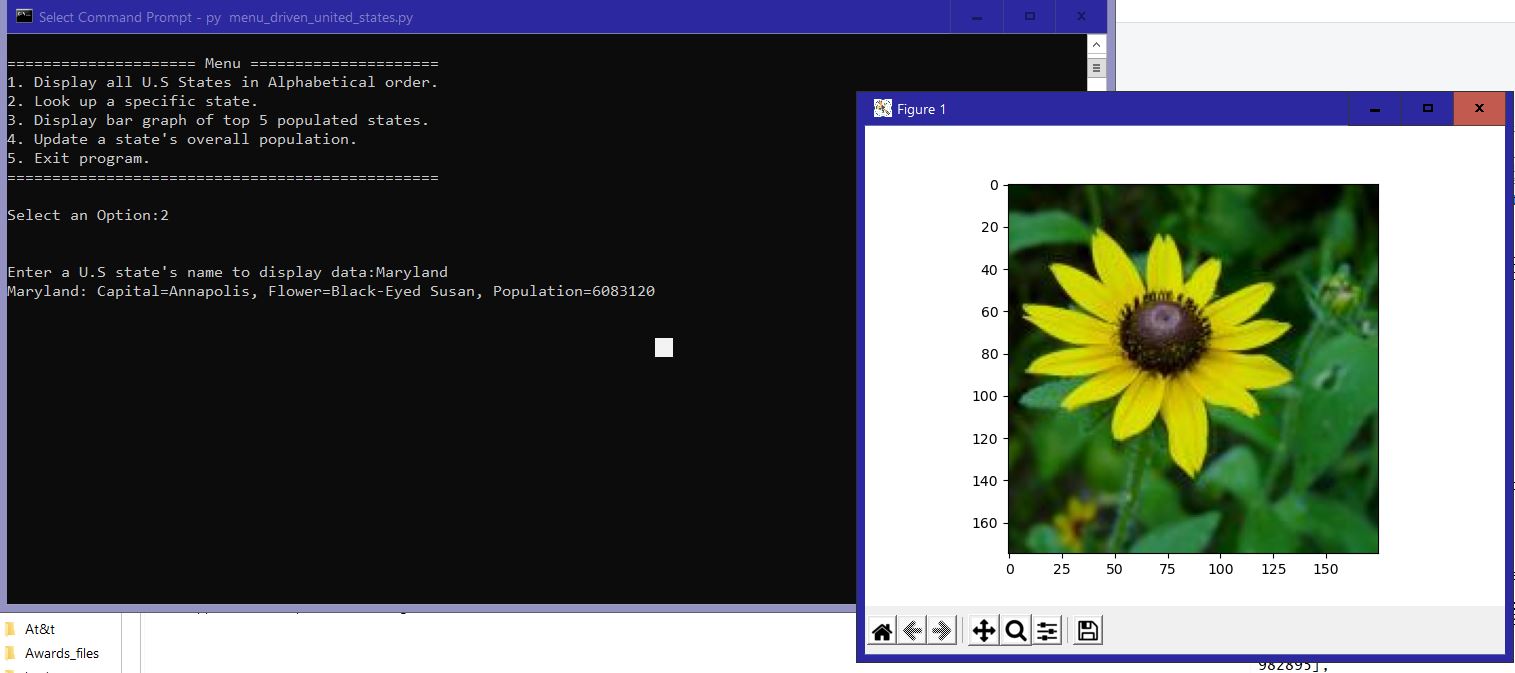 Select Command Prompt - py  menu_driven_united_states.py
===================== Menu =====================
1. Display all U.S States in Alphabetical order.
2. Look up a specific state.
3. Display bar graph of top 5 populated states.
4. Update a state's overall population.
5. Exit program.
================================================
Select an Option:2
Enter a U.S state's name to display data:Maryland
Maryland: Capital=Annapolis, Flower=Black-Eyed Susan, Population=6083120
Figure 1
0
20
40
60
80
100
120
140
160
0 25 50 75 100 125 150
At&t
Awards_files
982895],